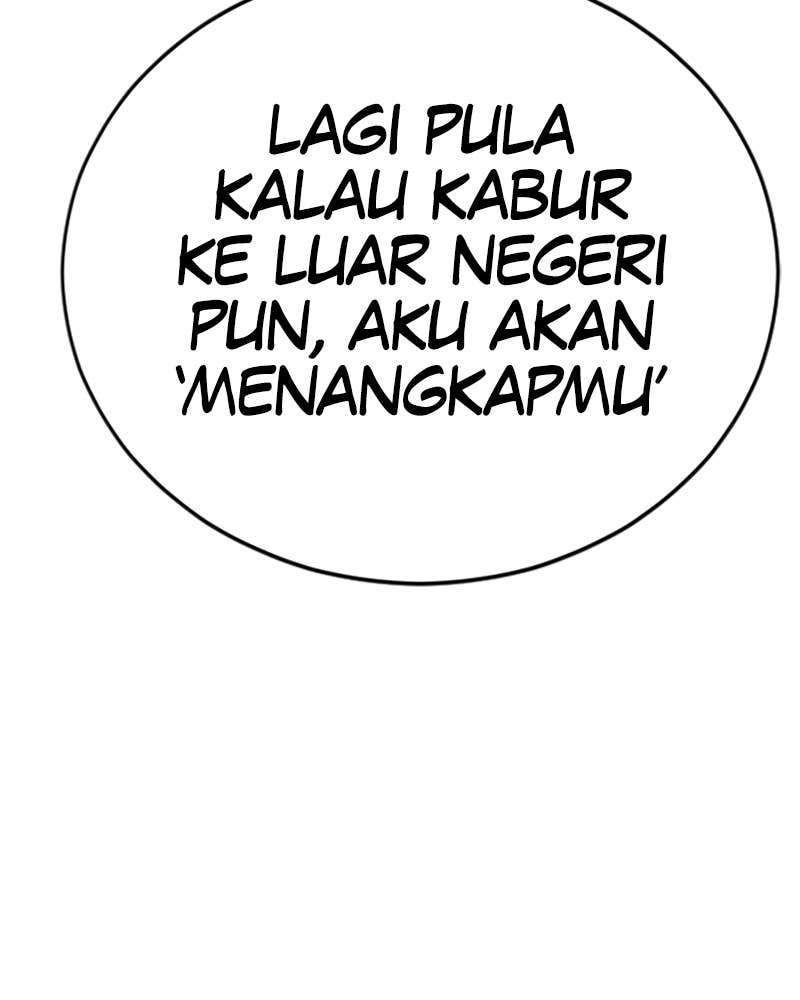 LAGI PULA
KALAU KABUR
KE LUAR NEGERI
PUN, AKU AKAN
'MENANGKAPMU'